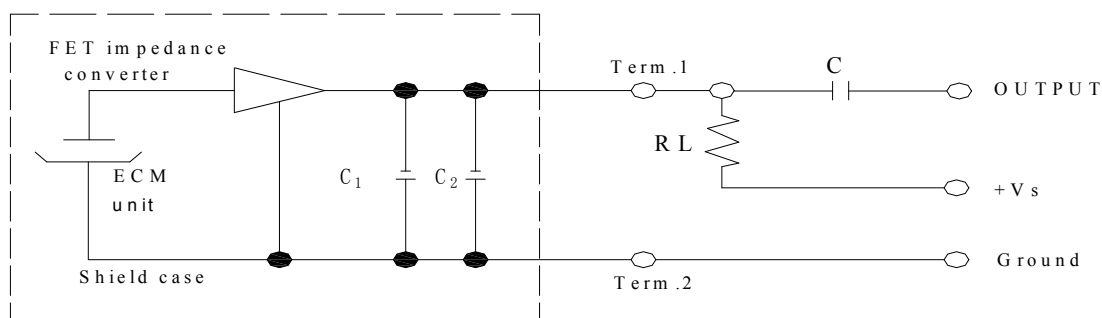 FET impedance
converter
Term.1
C
OUTPUT
RL
ECM
unit
C₁
C₂
+Vs
Shield case
Term.2
Ground